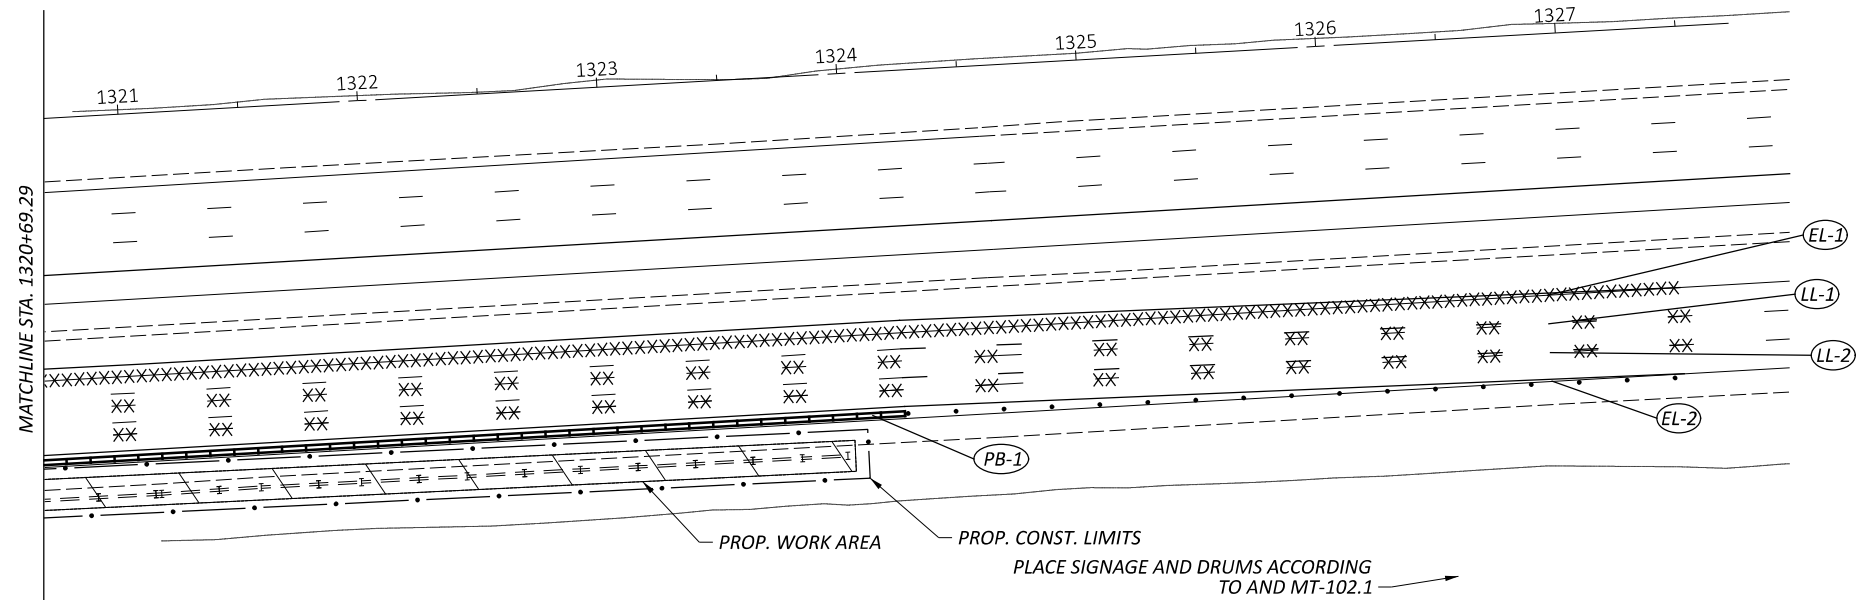 1321
1322
1323
1324
1325
1326
1327
MATCHLINE STA. 1320+69.29
EL-1
LL-1
LL-2
EL-2
PB-1
PROP. WORK AREA
PROP. CONST. LIMITS
PLACE SIGNAGE AND DRUMS ACCORDING
TO AND MT-102.1